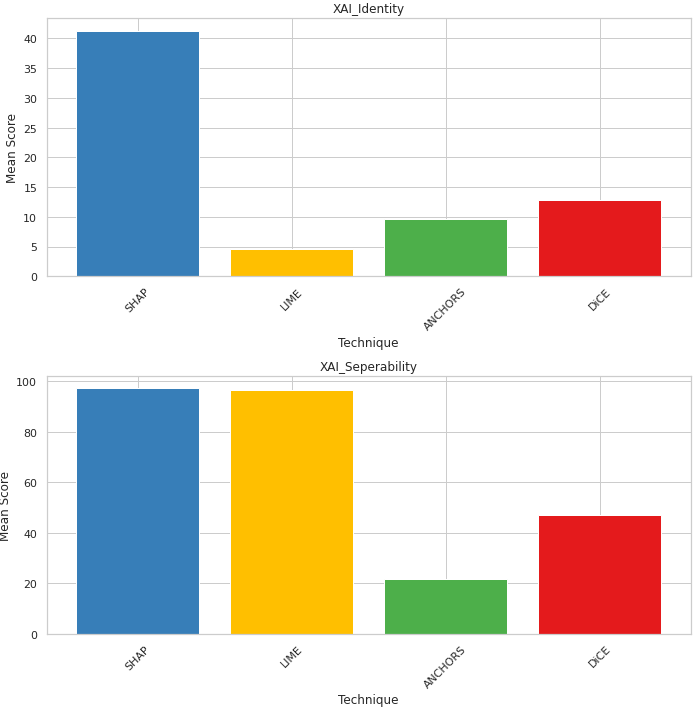 XAI_Identity
Mean Score
40
35
30
25
20
15
10
5
0
SHAP
LIME
ANCHORS
DiCE
Technique
XAI_Seperability
Mean Score
100
80
60
40
20
0
SHAP
LIME
ANCHORS
DiCE
Technique